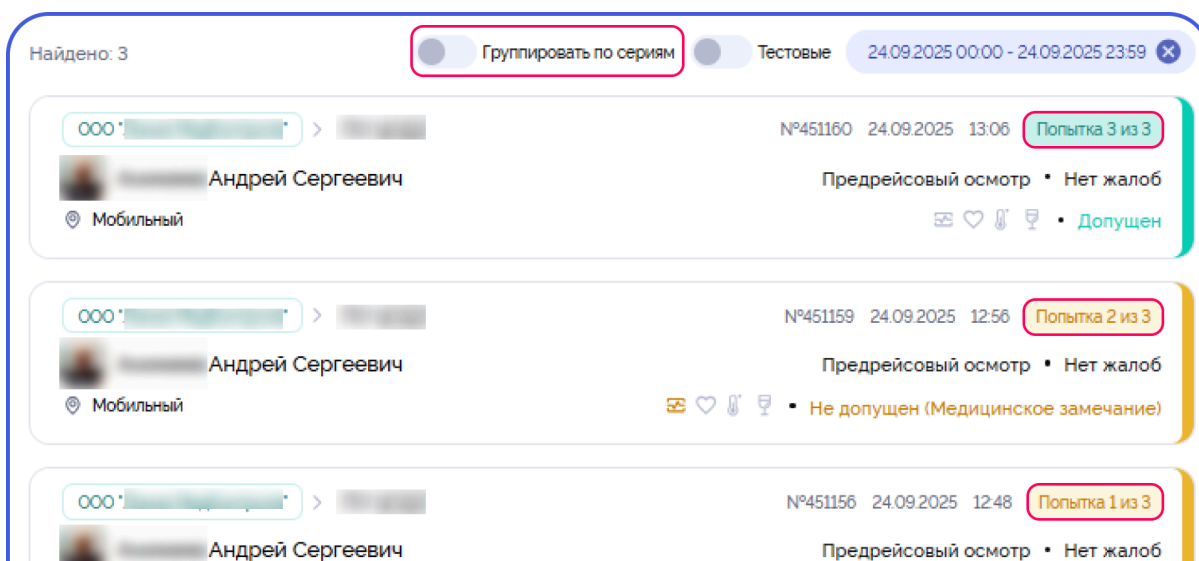 Найдено: 3
Группировать по сериям
Тестовые
24.09.2025 00:00 - 24.09.2025 23:59
ООО "
"
№451160 24.09.2025 13:06 Попытка 3 из 3
Андрей Сергеевич
Предрейсовый осмотр • Нет жалоб
Мобильный
• Допущен
ООО "
"
№451159 24.09.2025 12:56 Попытка 2 из 3
Андрей Сергеевич
Предрейсовый осмотр • Нет жалоб
Мобильный
• Не допущен (Медицинское замечание)
ООО "
"
№451156 24.09.2025 12:48 Попытка 1 из 3
Андрей Сергеевич
Предрейсовый осмотр • Нет жалоб